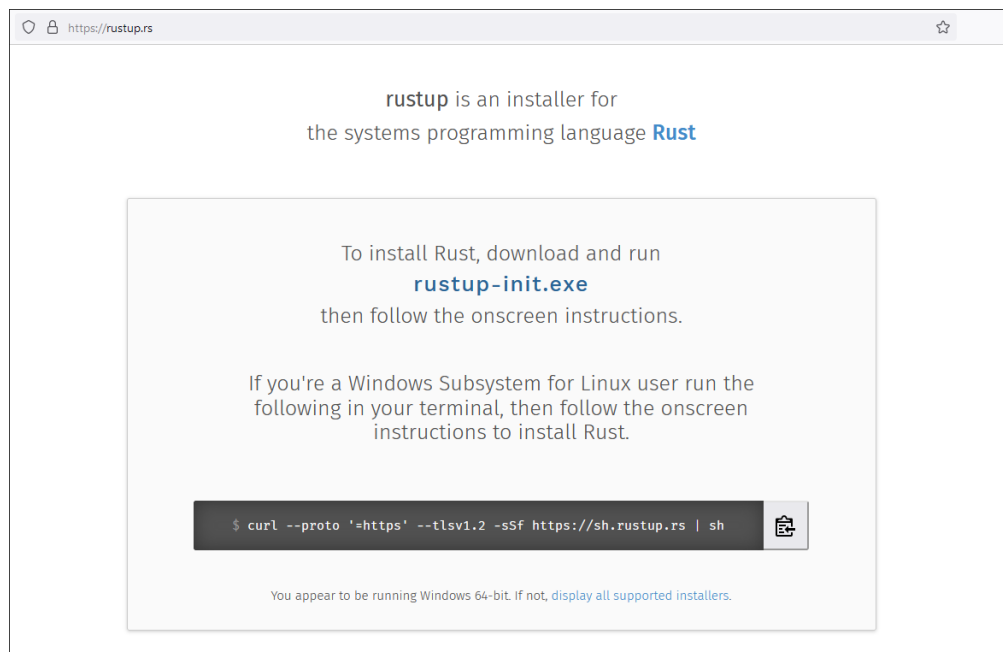 https://rustup.rs
rustup is an installer for
the systems programming language Rust
To install Rust, download and run
rustup-init.exe
then follow the onscreen instructions.
If you're a Windows Subsystem for Linux user run the
following in your terminal, then follow the onscreen
instructions to install Rust.
$ curl --proto '=https' --tlsv1.2 -sSf https://sh.rustup.rs | sh
You appear to be running Windows 64-bit. If not, display all supported installers.